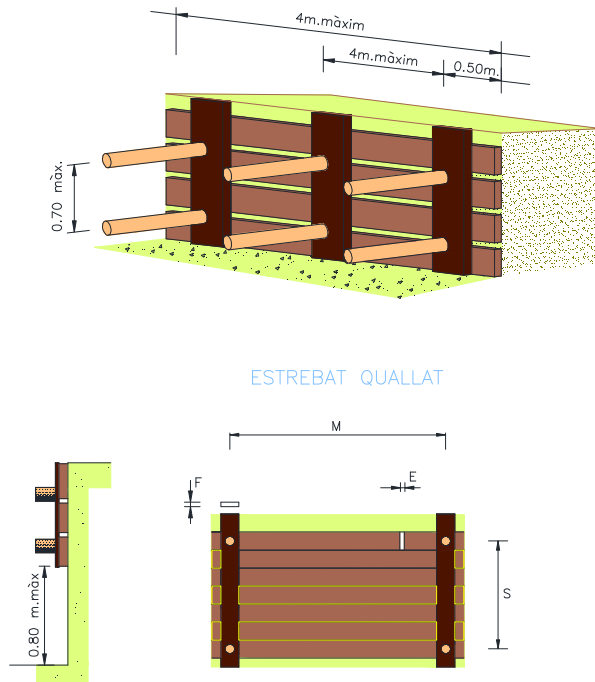 4m.màxim
4m.màxim
0.50m.
0.70 màx.
ESTREBAT QUALLAT
M
F
E
S
0.80 m.màx